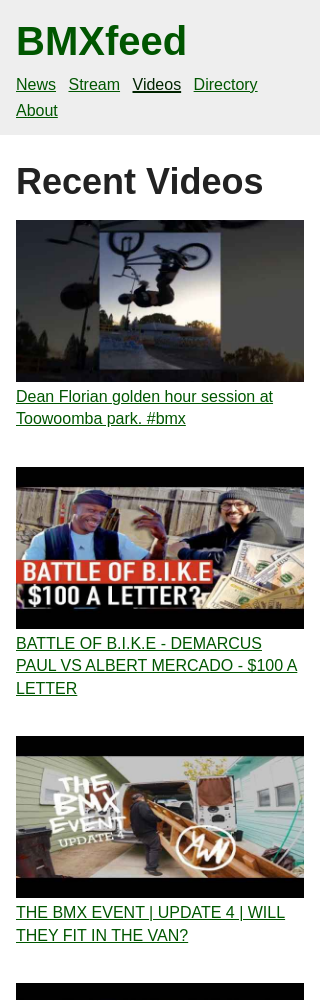 BMXfeed
News Stream Videos Directory
About
Recent Videos
Dean Florian golden hour session at
Toowoomba park. #bmx
BATTLE OF B.I.K.E
$100 A LETTER?
BATTLE OF B.I.K.E - DEMARCUS
PAUL VS ALBERT MERCADO - $100 A
LETTER
THE
BMX
EVENT
UPDATE 4
THE BMX EVENT | UPDATE 4 | WILL
THEY FIT IN THE VAN?